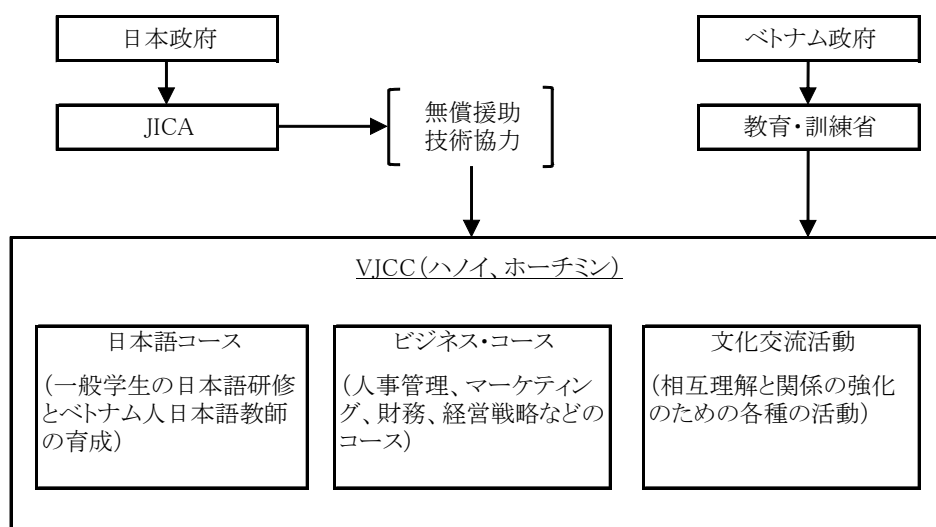 日本政府
ベトナム政府
JICA
無償援助
技術協力
教育・訓練省
VJCC(ハノイ、ホーチミン)
日本語コース
(一般学生の日本語研修
とベトナム人日本語教師
の育成)
ビジネス・コース
(人事管理、マーケティン
グ、財務、経営戦略などの
コース)
文化交流活動
(相互理解と関係の強化
のための各種の活動)